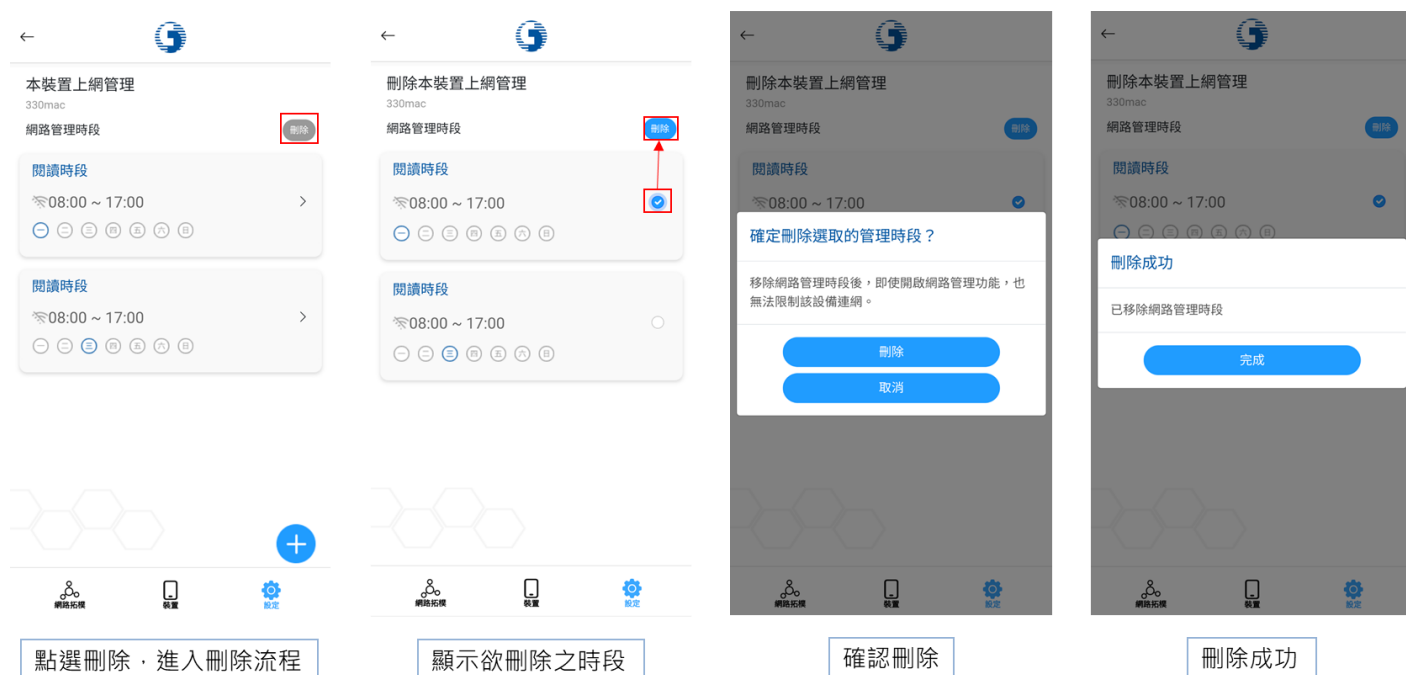 本裝置上網管理
330mac
網路管理時段
刪除
閱讀時段
08:00 ~ 17:00
一 二 三 四 五 六 日
閱讀時段
08:00 ~ 17:00
一 二 三 四 五 六 日
網路拓樸
裝置
設定
點選刪除，進入刪除流程
刪除本裝置上網管理
330mac
網路管理時段
刪除
閱讀時段
08:00 ~ 17:00
一 二 三 四 五 六 日
閱讀時段
08:00 ~ 17:00
一 二 三 四 五 六 日
網路拓樸
裝置
設定
顯示欲刪除之時段
刪除本裝置上網管理
330mac
網路管理時段
刪除
閱讀時段
08:00 ~ 17:00
確定刪除選取的管理時段？
移除網路管理時段後，即使開啟網路管理功能，也
無法限制該設備連網。
刪除
取消
網路拓樸
裝置
設定
確認刪除
刪除本裝置上網管理
330mac
網路管理時段
刪除
閱讀時段
08:00 ~ 17:00
一 二 三 四 五 六 日
刪除成功
已移除網路管理時段
完成
網路拓樸
裝置
設定
刪除成功